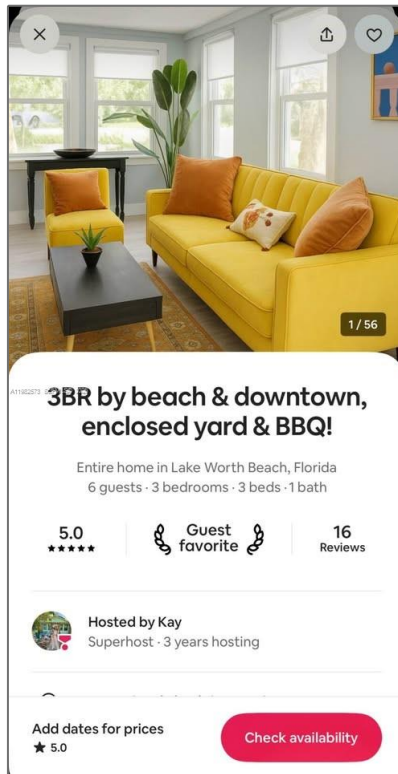 1 / 56
3BR by beach & downtown,
enclosed yard & BBQ!
Entire home in Lake Worth Beach, Florida
6 guests · 3 bedrooms · 3 beds · 1 bath
5.0
★★★★★
Guest
favorite
16
Reviews
Hosted by Kay
Superhost · 3 years hosting
Add dates for prices
★ 5.0
Check availability